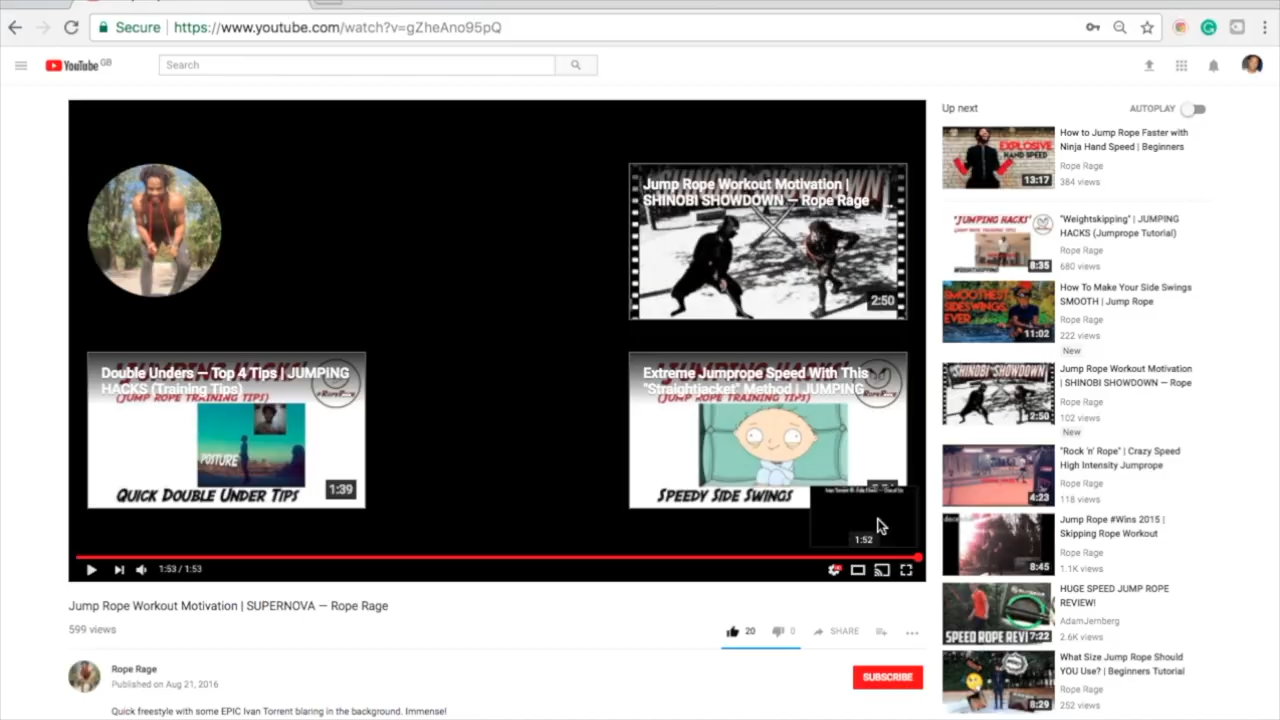 Secure https://www.youtube.com/watch?v=gZheAno95pQ
YouTube GB
Search
Jump Rope Workout Motivation |
SHINOBI SHOWDOWN — Rope Rage ...
2:50
Double Unders — Top 4 Tips | JUMPING
HACKS (Training Tips)
(JUMP ROPE TRAINING TIPS)
POSTURE
1:39
QUICK DOUBLE UNDER TIPS
Extreme Jumprope Speed With This
"Straightjacket" Method | JUMPING
(JUMP ROPE TRAINING TIPS)
SPEEDY SIDE SWINGS
1:52
1:53 / 1:53
Jump Rope Workout Motivation | SUPERNOVA — Rope Rage
599 views
20
0
SHARE
Rope Rage
Published on Aug 21, 2016
SUBSCRIBE
Quick freestyle with some EPIC Ivan Torrent blaring in the background. Immense!
Up next
AUTOPLAY
EXPLOSIVE
HAND SPEED
13:17
How to Jump Rope Faster with
Ninja Hand Speed | Beginners
Rope Rage
384 views
"JUMPING HACKS"
(JUMP ROPE TRAINING TIPS)
#WEIGHTSKIPPING
8:35
"Weightskipping" | JUMPING
HACKS (Jumprope Tutorial)
Rope Rage
680 views
SMOOTHEST
SIDESWINGS,
EVER
11:02
How To Make Your Side Swings
SMOOTH | Jump Rope
Rope Rage
222 views
New
SHINOBI SHOWDOWN
2:50
Jump Rope Workout Motivation
| SHINOBI SHOWDOWN — Rope
Rope Rage
102 views
New
4:23
"Rock 'n' Rope" | Crazy Speed
High Intensity Jumprope
Rope Rage
118 views
8:45
Jump Rope #Wins 2015 |
Skipping Rope Workout
Rope Rage
1.1K views
SPEED ROPE REVI
7:22
HUGE SPEED JUMP ROPE
REVIEW!
AdamJernberg
2.6K views
8:29
What Size Jump Rope Should
YOU Use? | Beginners Tutorial
Rope Rage
252 views